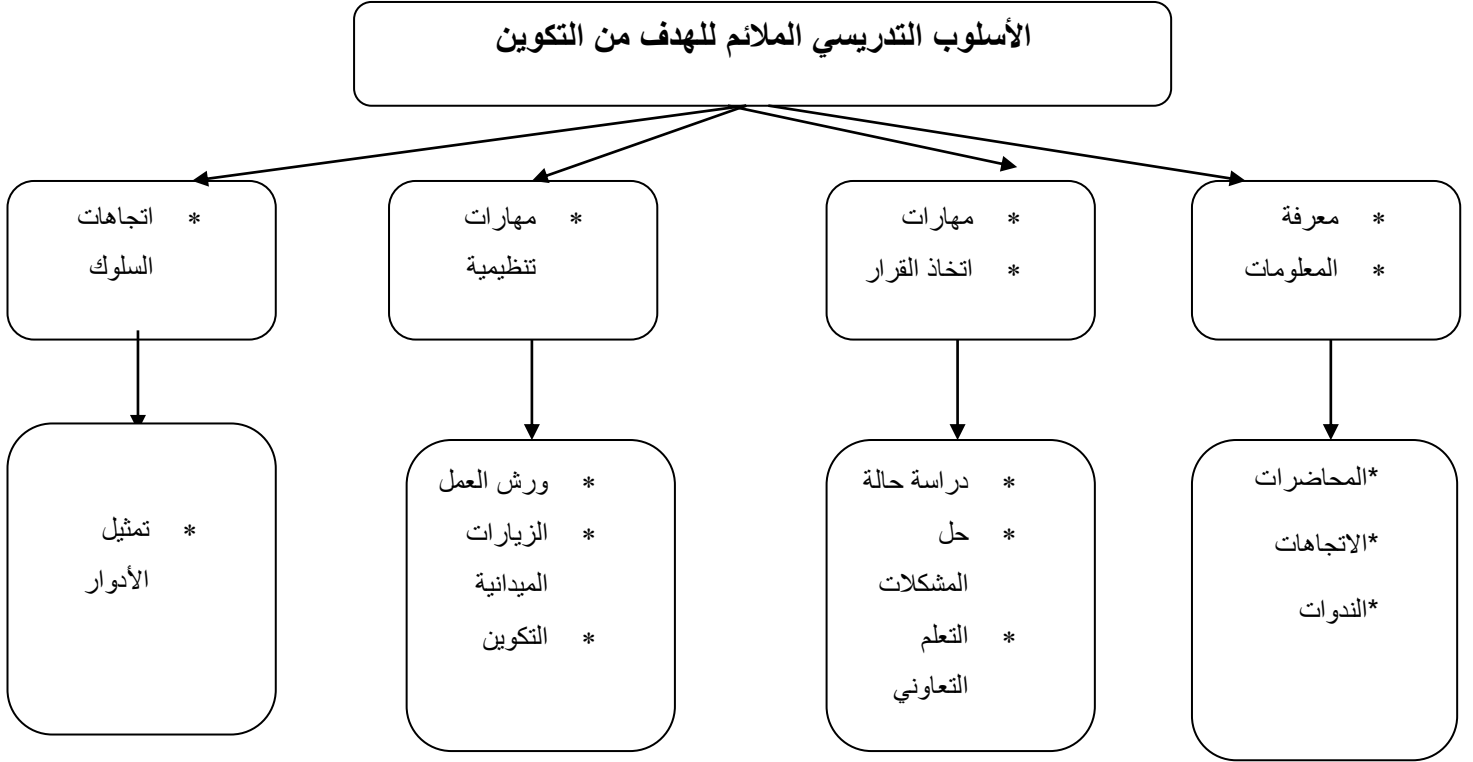 الأسلوب التدريسي الملائم للهدف من التكوين
* معرفة
* المعلومات
* مهارات
* اتخاذ القرار
* مهارات
تنظيمية
* اتجاهات
السلوك
*المحاضرات
*الاتجاهات
*الندوات
* دراسة حالة
* حل
المشكلات
* التعلم
التعاوني
* ورش العمل
* الزيارات
الميدانية
* التكوين
* تمثيل
الأدوار